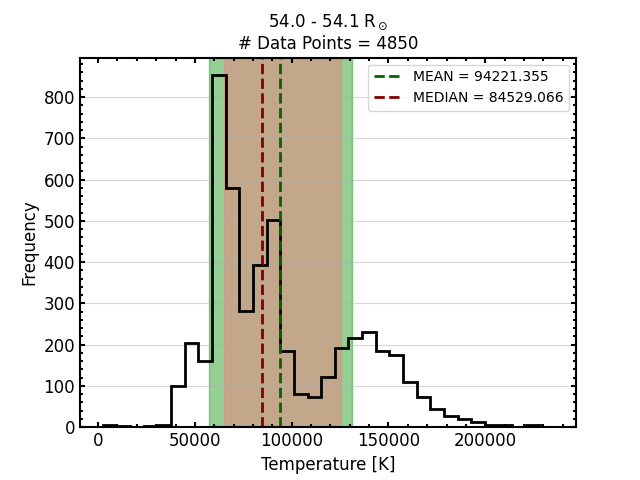 54.0 - 54.1 R☉
# Data Points = 4850
MEAN = 94221.355
MEDIAN = 84529.066
Frequency
800
700
600
500
400
300
200
100
0
0 50000 100000 150000 200000
Temperature [K]